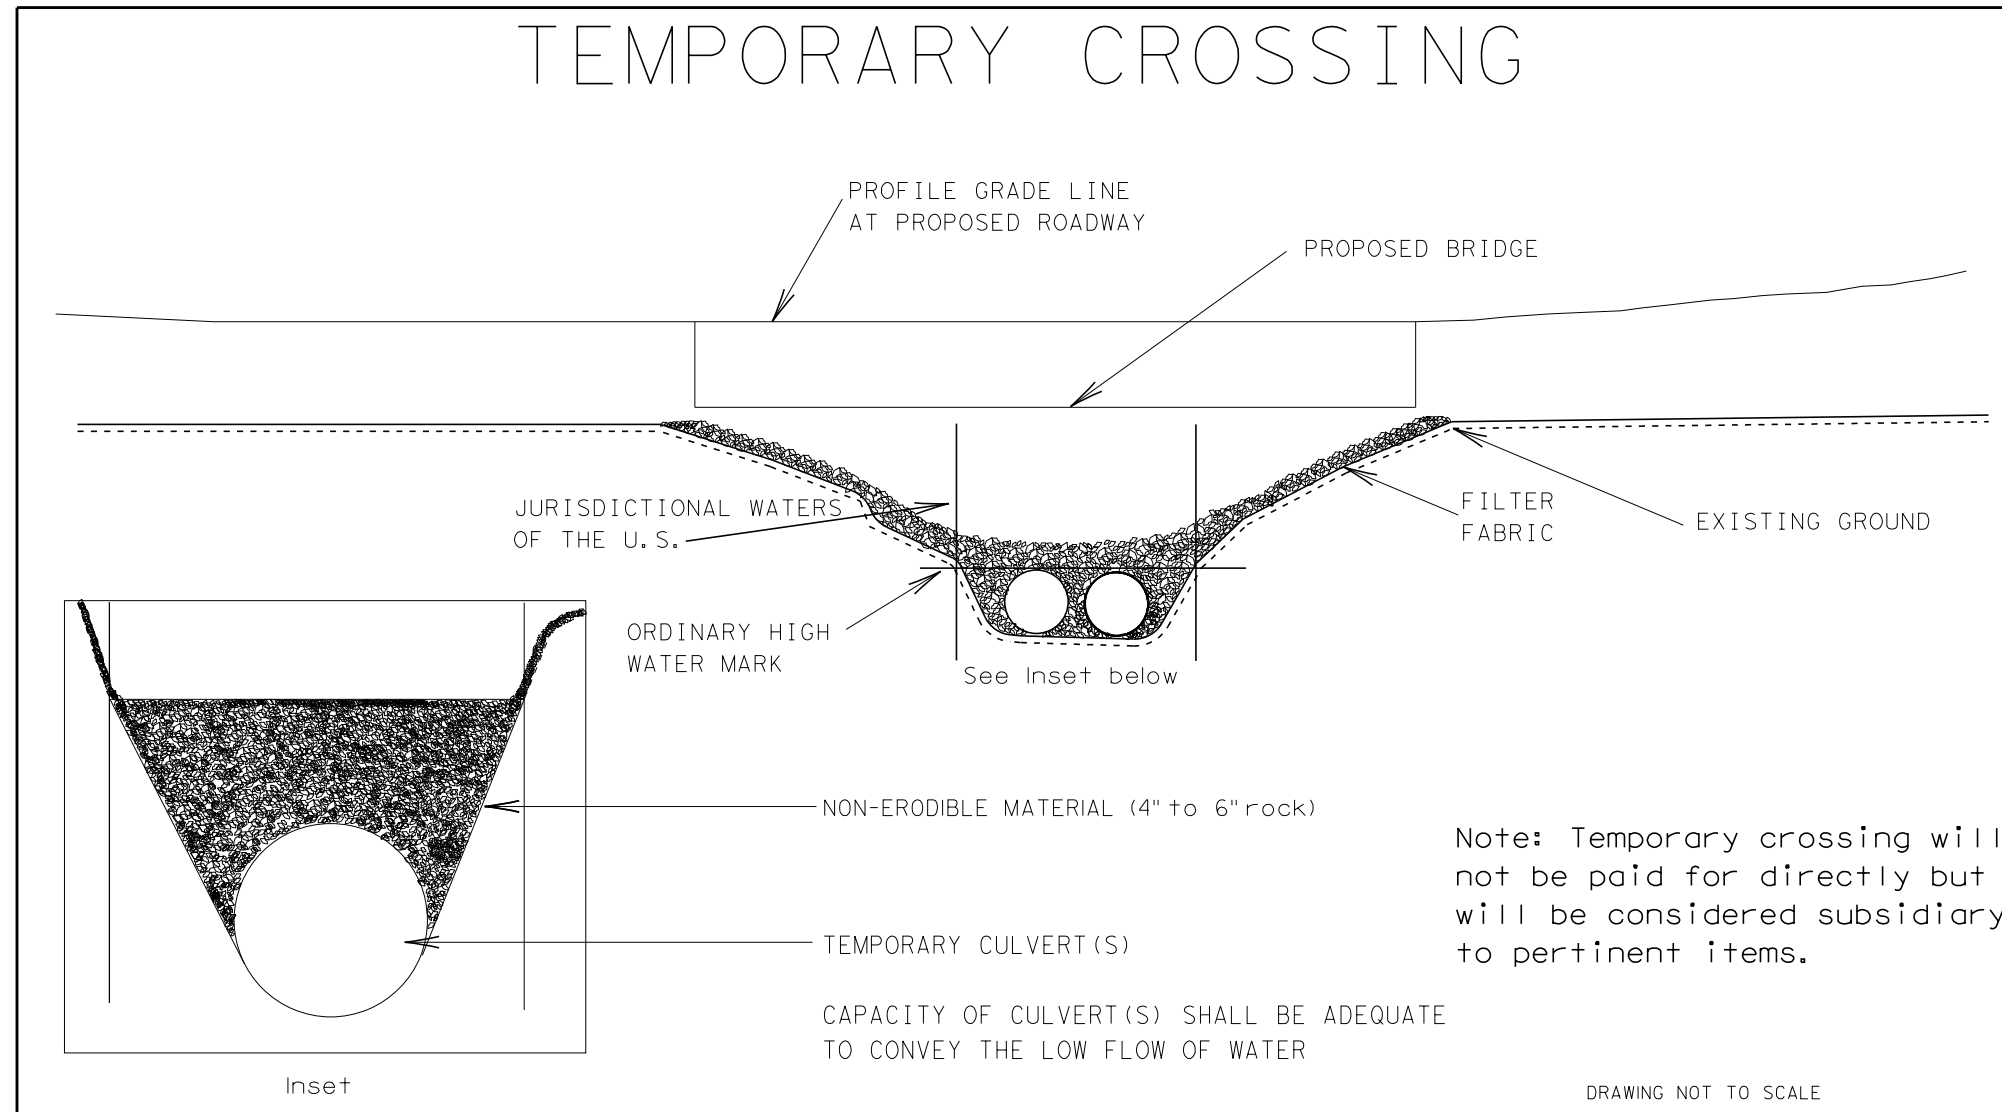 TEMPORARY CROSSING
PROFILE GRADE LINE
AT PROPOSED ROADWAY
PROPOSED BRIDGE
JURISDICTIONAL WATERS
OF THE U.S.
FILTER
FABRIC
EXISTING GROUND
ORDINARY HIGH
WATER MARK
See Inset below
NON-ERODIBLE MATERIAL (4" to 6" rock)
Note: Temporary crossing will
not be paid for directly but
will be considered subsidiary
to pertinent items.
TEMPORARY CULVERT(S)
CAPACITY OF CULVERT(S) SHALL BE ADEQUATE
TO CONVEY THE LOW FLOW OF WATER
Inset
DRAWING NOT TO SCALE